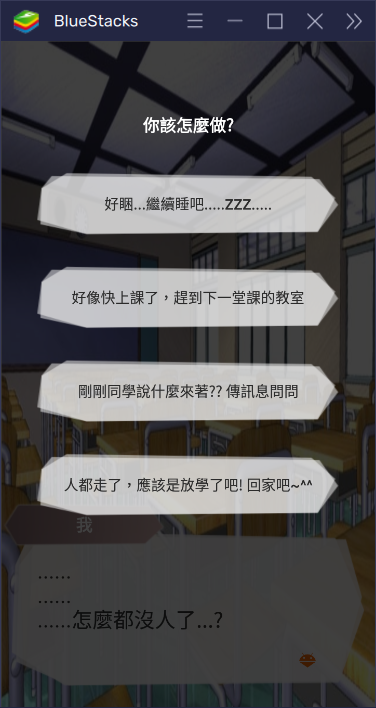 BlueStacks
你該怎麼做?
好睏...繼續睡吧.....ZZZ.....
好像快上課了，趕到下一堂課的教室
剛剛同學說什麼來著?? 傳訊息問問
人都走了，應該是放學了吧! 回家吧~^^
我
......
......
......怎麼都沒人了...?